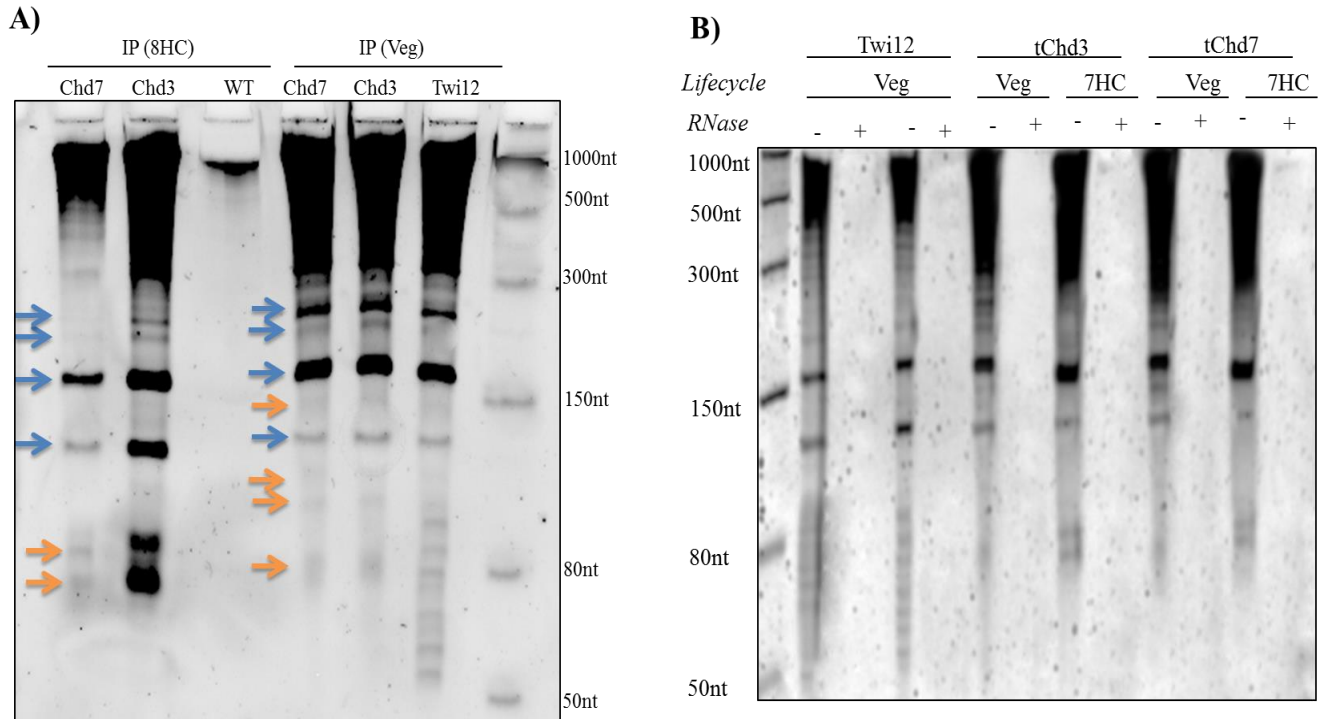 A)
IP (8HC) IP (Veg)
Chd7 Chd3 WT Chd7 Chd3 Twi12
1000nt
500nt
300nt
150nt
80nt
50nt
B)
Twi12 tChd3 tChd7
Lifecycle Veg Veg 7HC Veg 7HC
RNase - + - + - + - + - + - +
1000nt
500nt
300nt
150nt
80nt
50nt